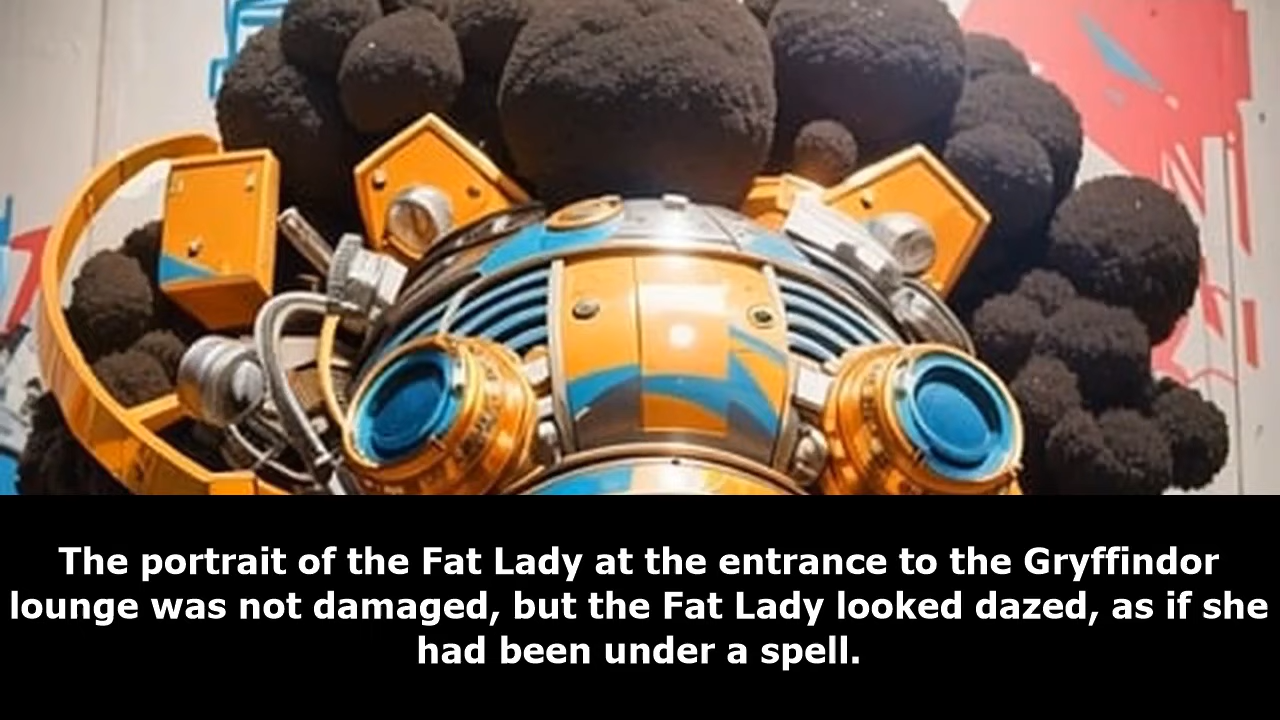 The portrait of the Fat Lady at the entrance to the Gryffindor
lounge was not damaged, but the Fat Lady looked dazed, as if she
had been under a spell.